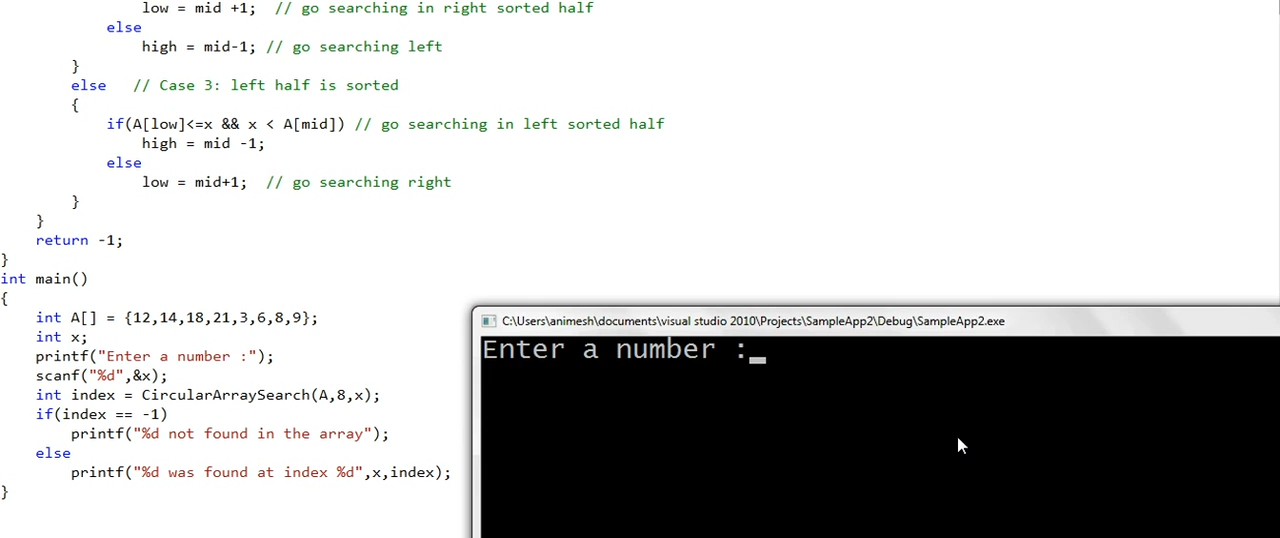 low = mid +1;  // go searching in right sorted half
else
high = mid-1; // go searching left
}
else   // Case 3: left half is sorted
{
if(A[low]<=x && x < A[mid]) // go searching in left sorted half
high = mid -1;
else
low = mid+1;  // go searching right
}
}
return -1;
}
int main()
{
int A[] = {12,14,18,21,3,6,8,9};
int x;
printf("Enter a number :");
scanf("%d",&x);
int index = CircularArraySearch(A,8,x);
if(index == -1)
printf("%d not found in the array");
else
printf("%d was found at index %d",x,index);
}
C:\Users\animesh\documents\visual studio 2010\Projects\SampleApp2\Debug\SampleApp2.exe
Enter a number :_